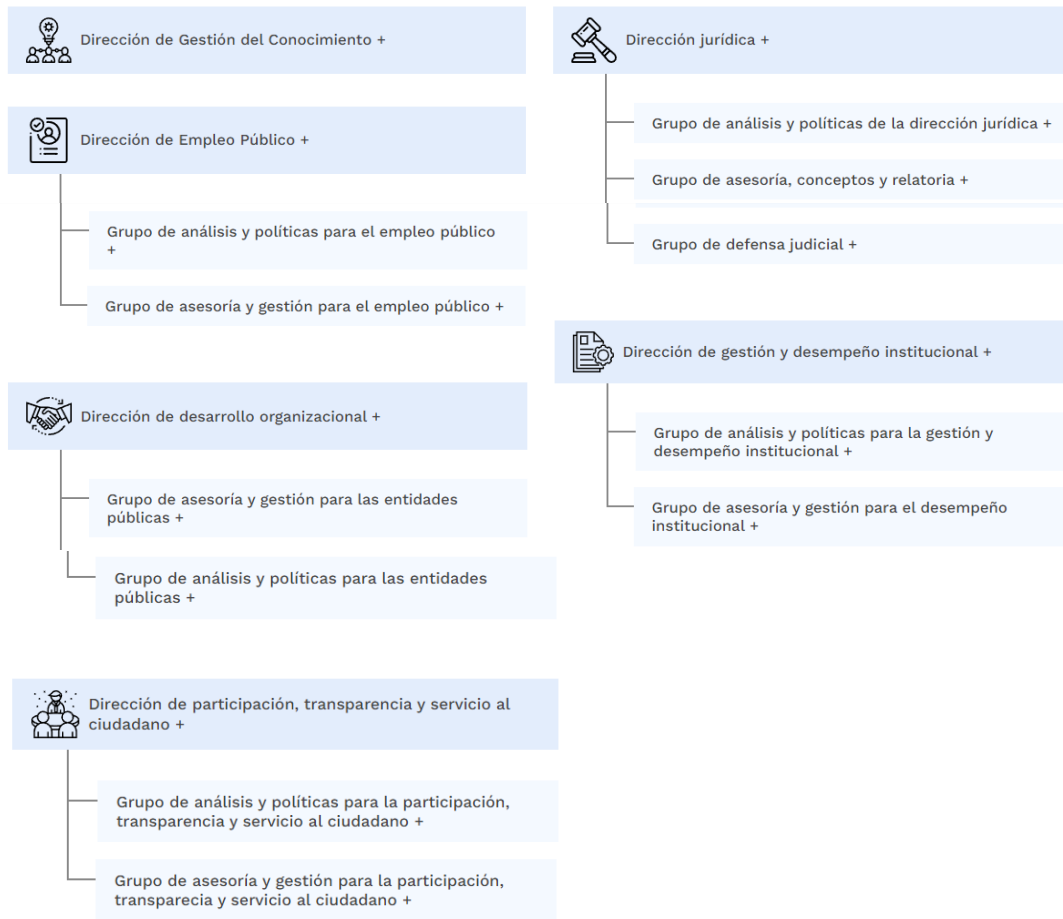 Dirección de Gestión del Conocimiento +
Dirección de Empleo Público +
Grupo de análisis y políticas para el empleo público
+
Grupo de asesoría y gestión para el empleo público +
Dirección de desarrollo organizacional +
Grupo de asesoría y gestión para las entidades
públicas +
Grupo de análisis y políticas para las entidades
públicas +
Dirección de participación, transparencia y servicio al
ciudadano +
Grupo de análisis y políticas para la participación,
transparencia y servicio al ciudadano +
Grupo de asesoría y gestión para la participación,
transparecia y servicio al ciudadano +
Dirección jurídica +
Grupo de análisis y políticas de la dirección jurídica +
Grupo de asesoría, conceptos y relatoria +
Grupo de defensa judicial +
Dirección de gestión y desempeño institucional +
Grupo de análisis y políticas para la gestión y
desempeño institucional +
Grupo de asesoría y gestión para el desempeño
institucional +